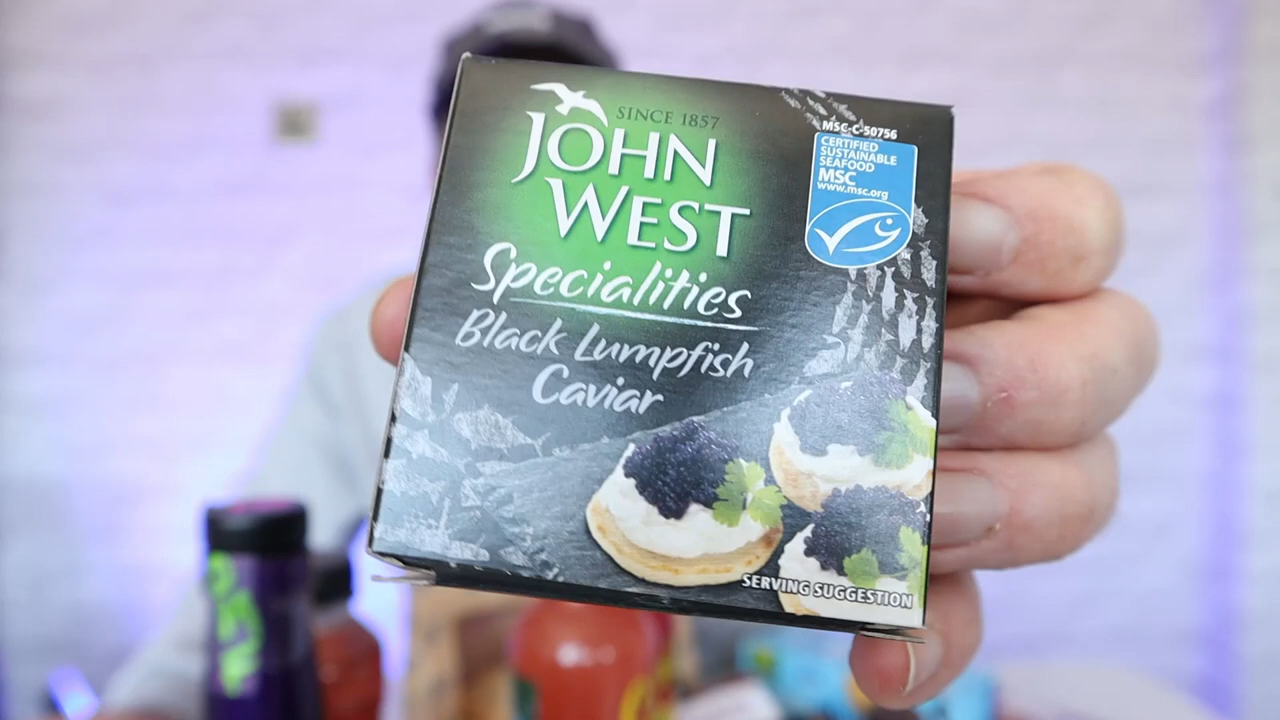 SINCE 1857
JOHN
WEST
Specialities
Black Lumpfish
Caviar
MSC-C-50756
CERTIFIED
SUSTAINABLE
SEAFOOD
MSC
www.msc.org
SERVING SUGGESTION